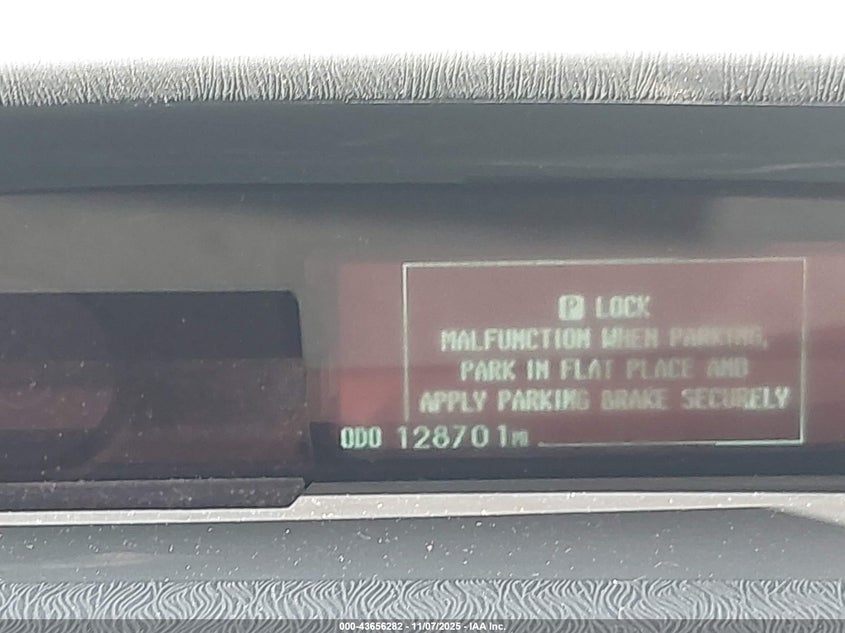 P LOCK
MALFUNCTION WHEN PARKING,
PARK IN FLAT PLACE AND
APPLY PARKING BRAKE SECURELY
ODO 128701MI
000-43656282 - 11/07/2025 - IAA Inc.